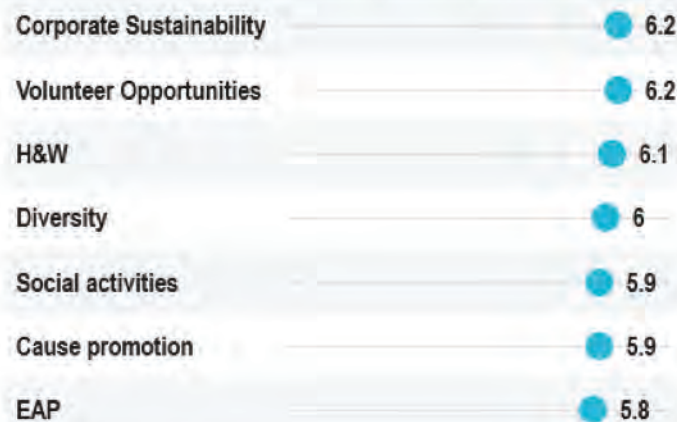 Corporate Sustainability 6.2
Volunteer Opportunities 6.2
H&W 6.1
Diversity 6
Social activities 5.9
Cause promotion 5.9
EAP 5.8